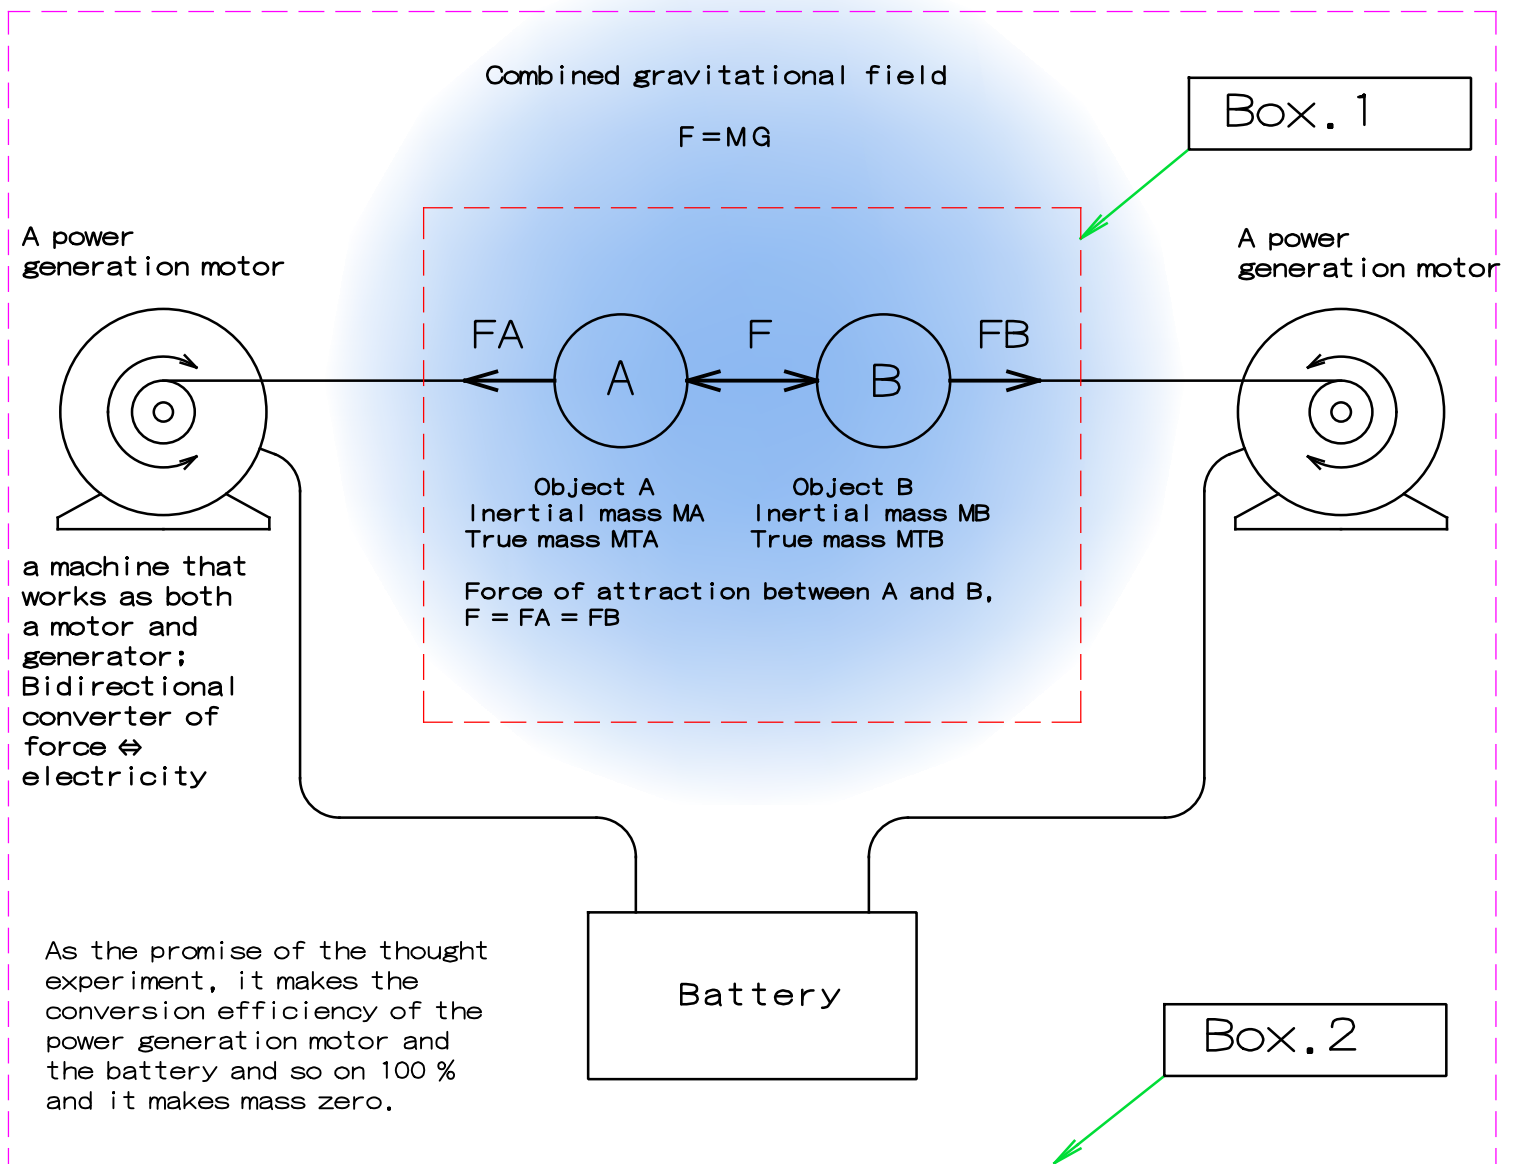 Combined gravitational field
F=MG
Box.1
A power
generation motor
A power
generation motor
FA
A
F
B
FB
Object A
Inertial mass MA
True mass MTA
Object B
Inertial mass MB
True mass MTB
Force of attraction between A and B,
F = FA = FB
a machine that
works as both
a motor and
generator;
Bidirectional
converter of
force ⇔
electricity
As the promise of the thought
experiment, it makes the
conversion efficiency of the
power generation motor and
the battery and so on 100 %
and it makes mass zero.
Battery
Box.2